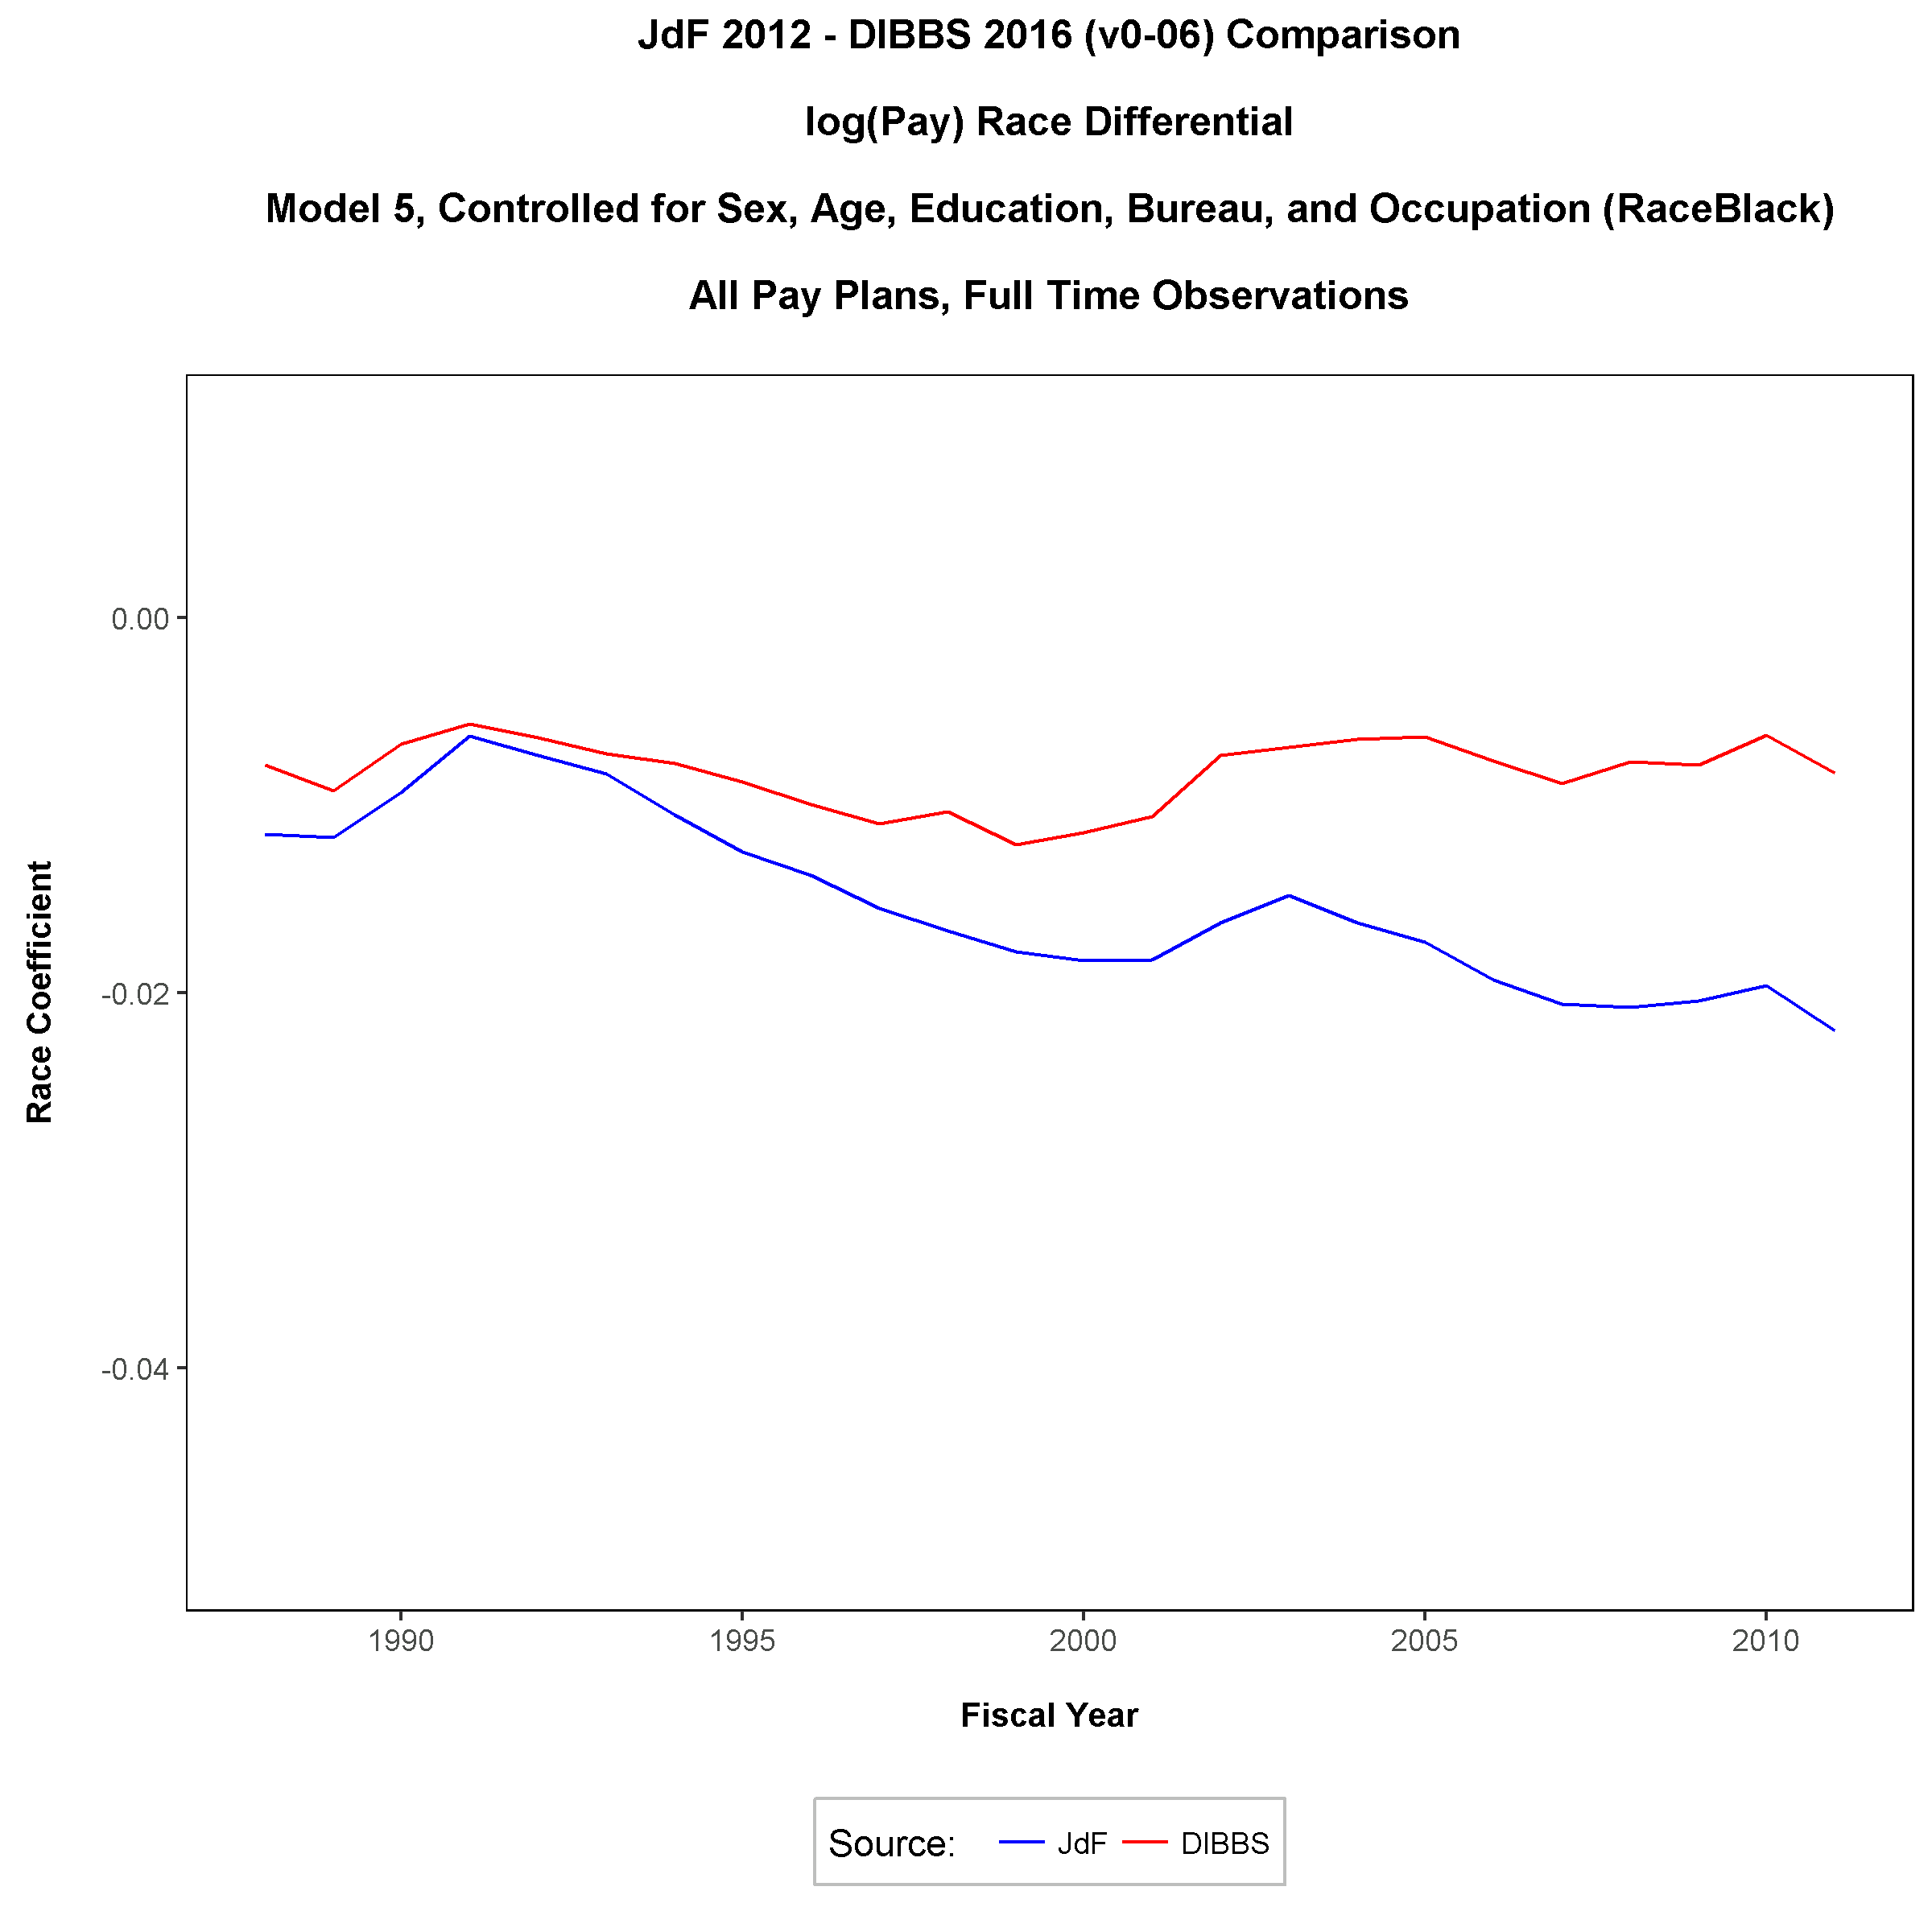 JdF 2012 - DIBBS 2016 (v0-06) Comparison
log(Pay) Race Differential
Model 5, Controlled for Sex, Age, Education, Bureau, and Occupation (RaceBlack)
All Pay Plans, Full Time Observations
0.00
-0.02
-0.04
Race Coefficient
1990 1995 2000 2005 2010
Fiscal Year
Source: JdF DIBBS